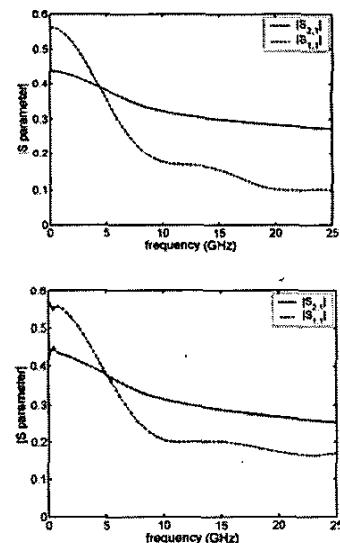 |S2,1|
|S1,1|
0.6
0.5
0.4
0.3
0.2
0.1
|S parameter|
0 5 10 15 20 25
frequency (GHz)
|S2,1|
|S1,1|
0.6
0.5
0.4
0.3
0.2
0.1
0
|S parameter|
0 5 10 15 20 25
frequency (GHz)